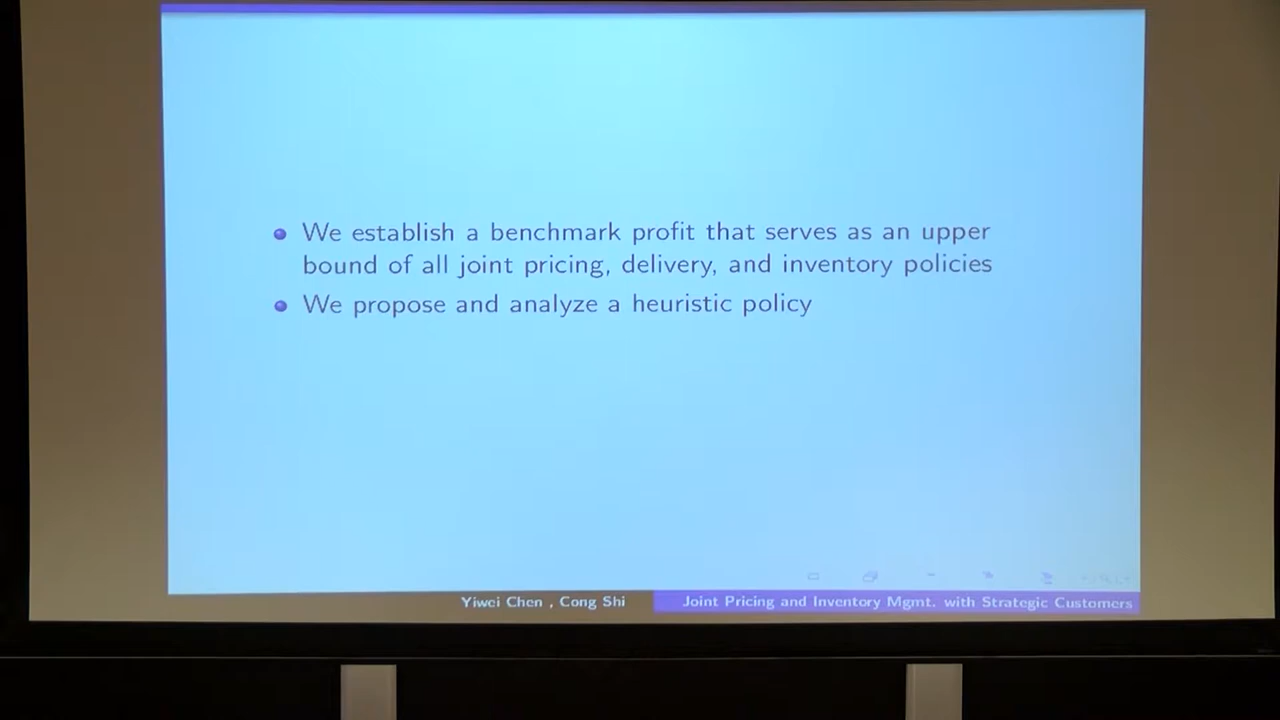 We establish a benchmark profit that serves as an upper
bound of all joint pricing, delivery, and inventory policies
We propose and analyze a heuristic policy
Yiwei Chen , Cong Shi
Joint Pricing and Inventory Mgmt. with Strategic Customers